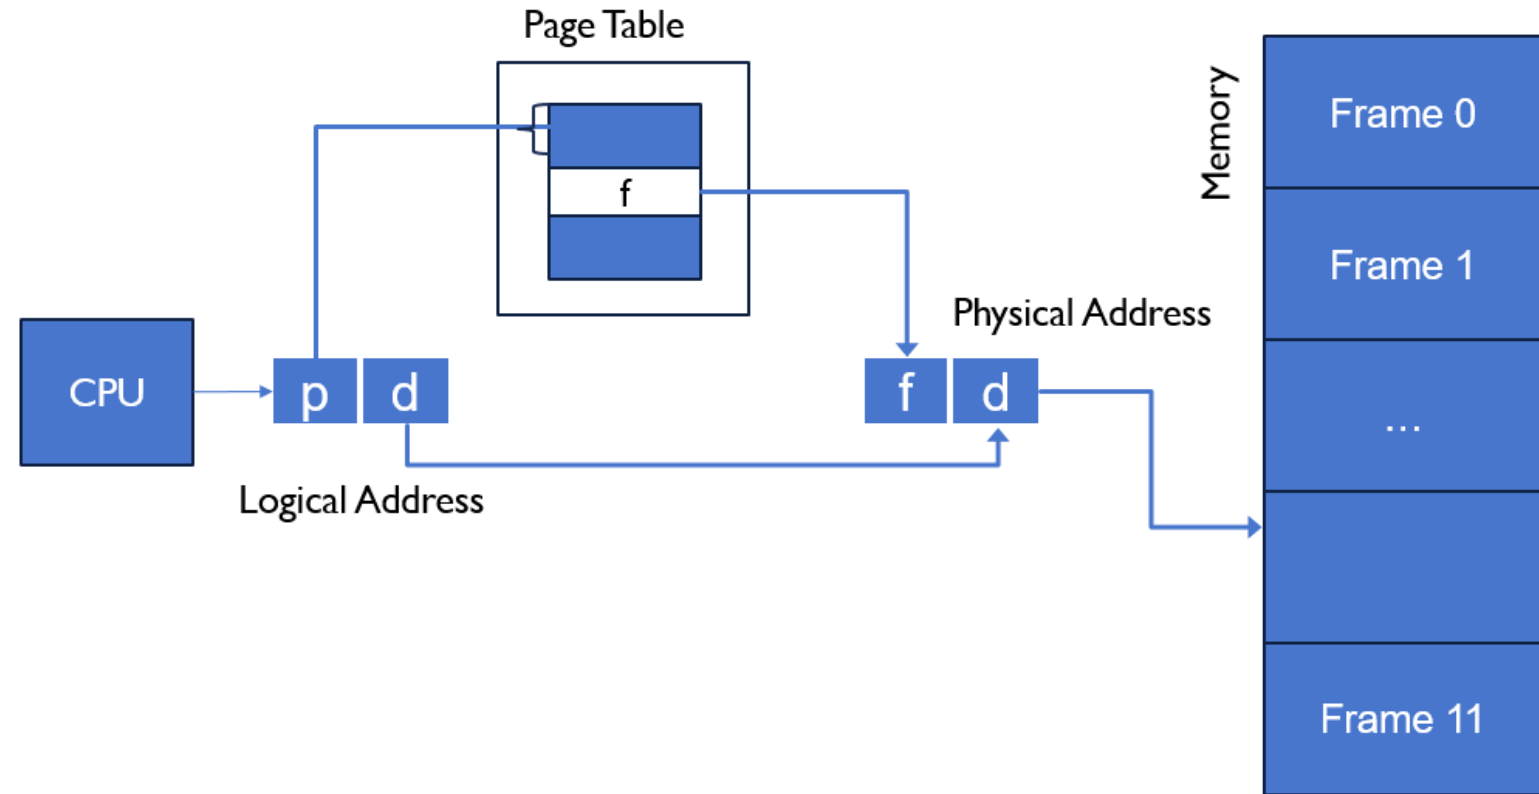 Page Table
f
CPU
p d
Logical Address
Physical Address
f d
Memory
Frame 0
Frame 1
...
Frame 11